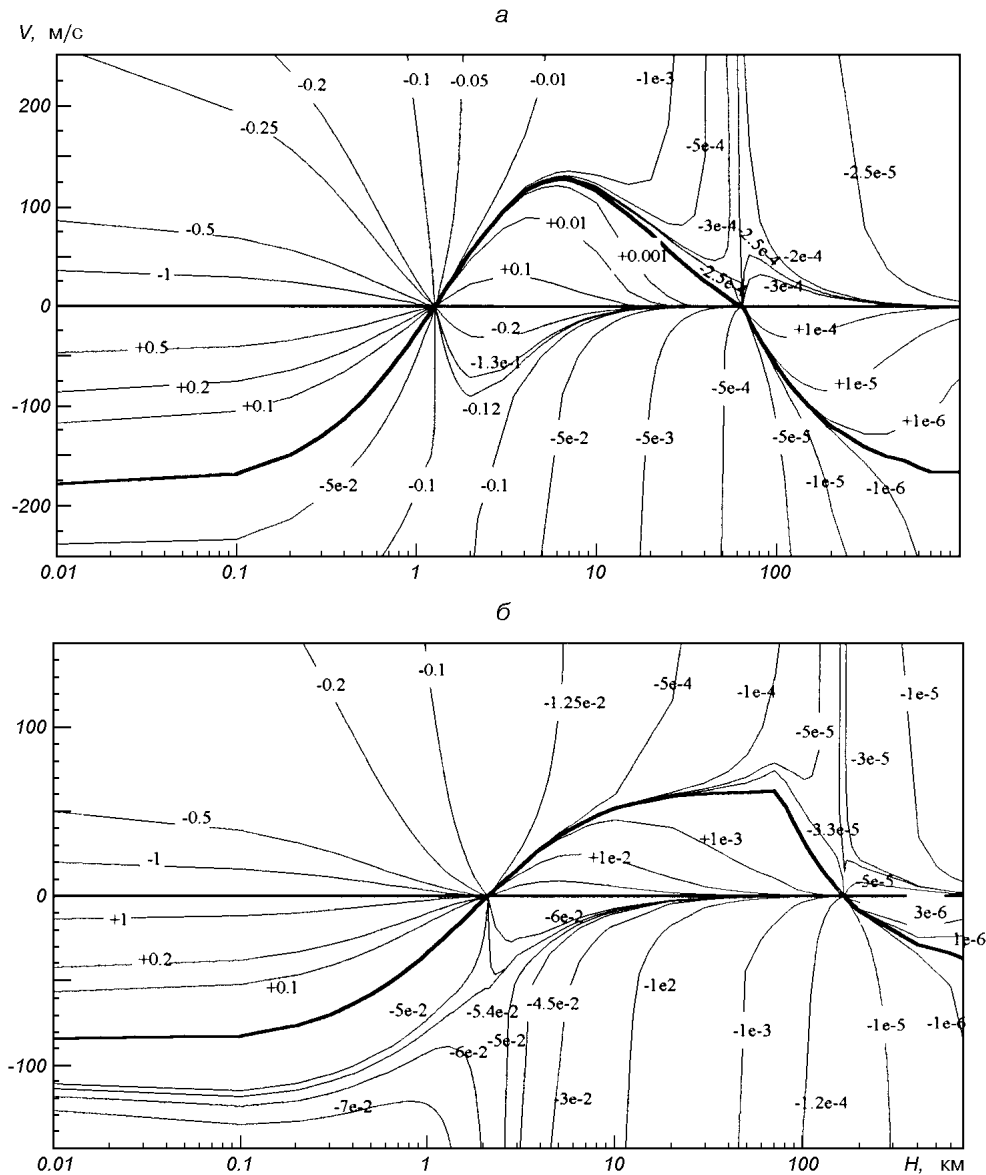 а
V, м/с
-0.1 -0.05 -0.01 -1e-3
-0.2
200
-0.25
-5e-4
-2.5e-5
100
-0.5
+0.01
-3e-4 -2.5e-4 -2e-4
+0.001
-1
+0.1
-2.5e-4 -3e-4
0
+0.5
-0.2
+1e-4
-1.3e-1
+0.2
-5e-4
+1e-5
-100
+0.1
-0.12
+1e-6
-5e-2 -5e-3 -5e-5
-5e-2 -0.1 -0.1 -1e-5 -1e-6
-200
0.01 0.1 1 10 100
б
-0.2 -0.1 -1.25e-2 -5e-4 -1e-4 -1e-5
100
-5e-5
-3e-5
-0.5
-3.3e-5
-1
+1e-2 +1e-3
-5e-5
0
+1
-6e-2
3e-6
+0.2
1e-6
+0.1
-1e2
-5e-2 -5.4e-2 -4.5e-2
-1e-3 -1e-5 -1e-6
-5e-2
-6e-2
-100
-7e-2
-3e-2
-1.2e-4
0.01 0.1 1 10 100 H, км